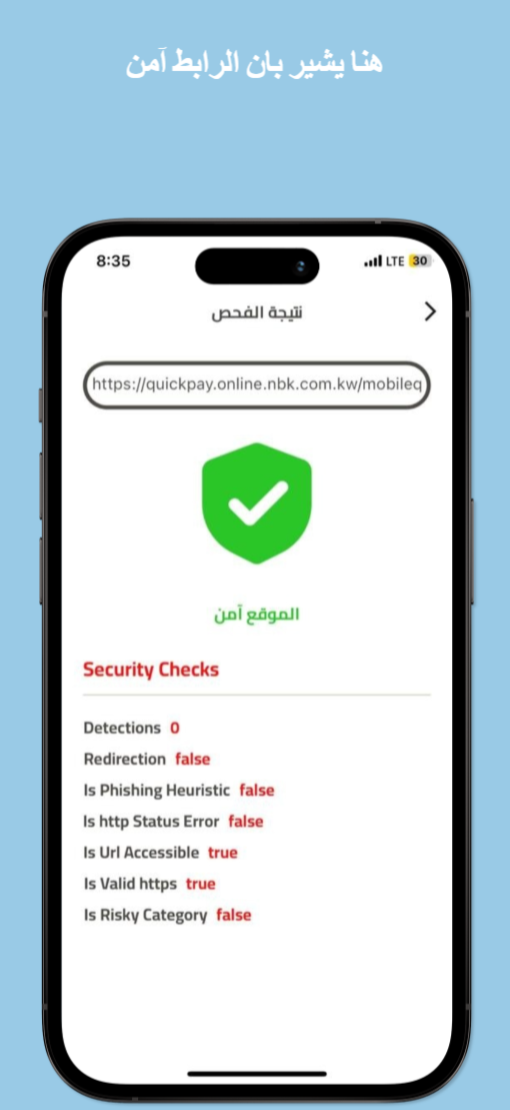 هنا يشير بان الرابط آمن
8:35
LTE 30
نتيجة الفحص
https://quickpay.online.nbk.com.kw/mobileq
الموقع آمن
Security Checks
Detections 0
Redirection false
Is Phishing Heuristic false
Is http Status Error false
Is Url Accessible true
Is Valid https true
Is Risky Category false